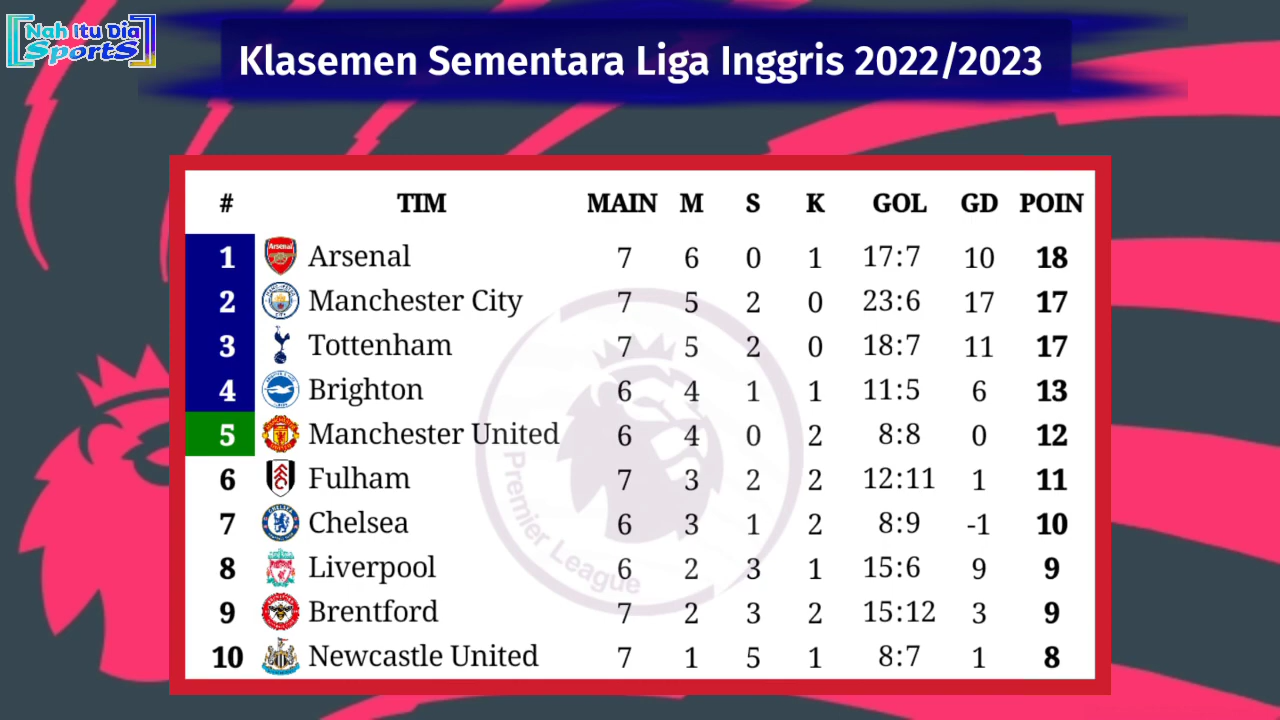 Nah Itu Dia
Sports
Klasemen Sementara Liga Inggris 2022/2023
# TIM MAIN M S K GOL GD POIN
1 Arsenal 7 6 0 1 17:7 10 18
2 Manchester City 7 5 2 0 23:6 17 17
3 Tottenham 7 5 2 0 18:7 11 17
4 Brighton 6 4 1 1 11:5 6 13
5 Manchester United 6 4 0 2 8:8 0 12
6 Fulham 7 3 2 2 12:11 1 11
7 Chelsea 6 3 1 2 8:9 -1 10
8 Liverpool 6 2 3 1 15:6 9 9
9 Brentford 7 2 3 2 15:12 3 9
10 Newcastle United 7 1 5 1 8:7 1 8
Premier League